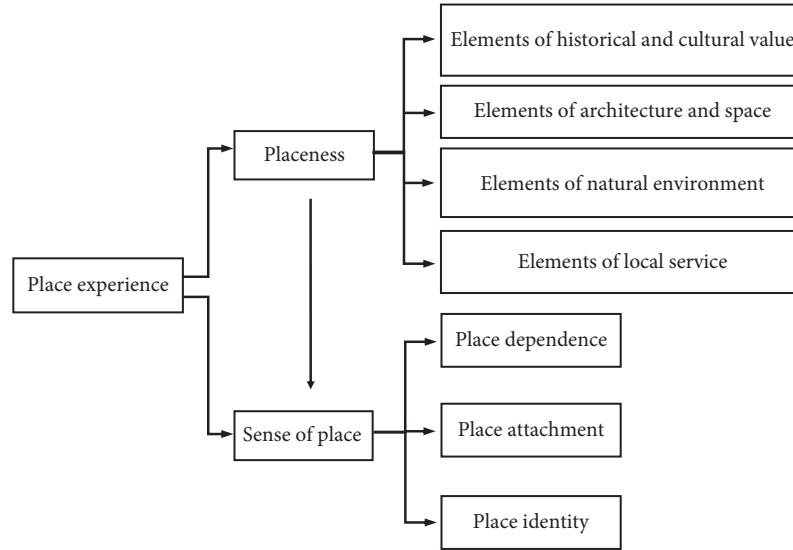 Elements of historical and cultural value
Elements of architecture and space
Placeness
Elements of natural environment
Elements of local service
Place experience
Place dependence
Sense of place
Place attachment
Place identity